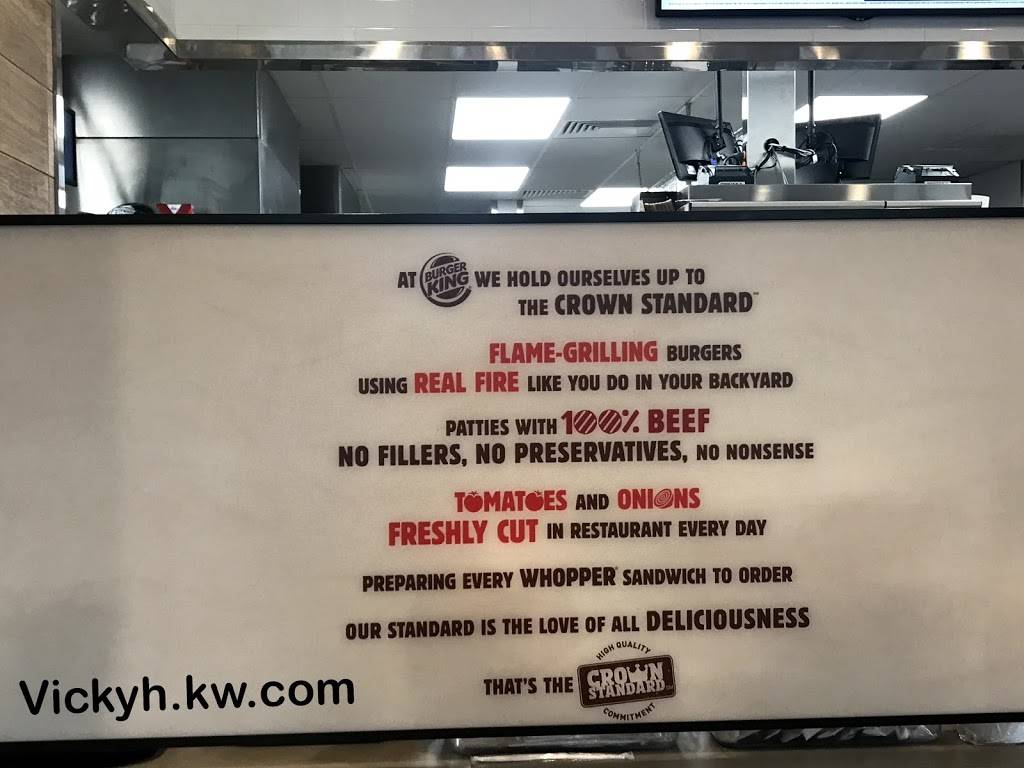 AT BURGER KING WE HOLD OURSELVES UP TO
THE CROWN STANDARD™
FLAME-GRILLING BURGERS
USING REAL FIRE LIKE YOU DO IN YOUR BACKYARD
PATTIES WITH 100% BEEF
NO FILLERS, NO PRESERVATIVES, NO NONSENSE
TOMATOES AND ONIONS
FRESHLY CUT IN RESTAURANT EVERY DAY
PREPARING EVERY WHOPPER® SANDWICH TO ORDER
OUR STANDARD IS THE LOVE OF ALL DELICIOUSNESS
HIGH QUALITY
THAT'S THE CROWN
STANDARD
COMMITMENT
Vickyh.kw.com